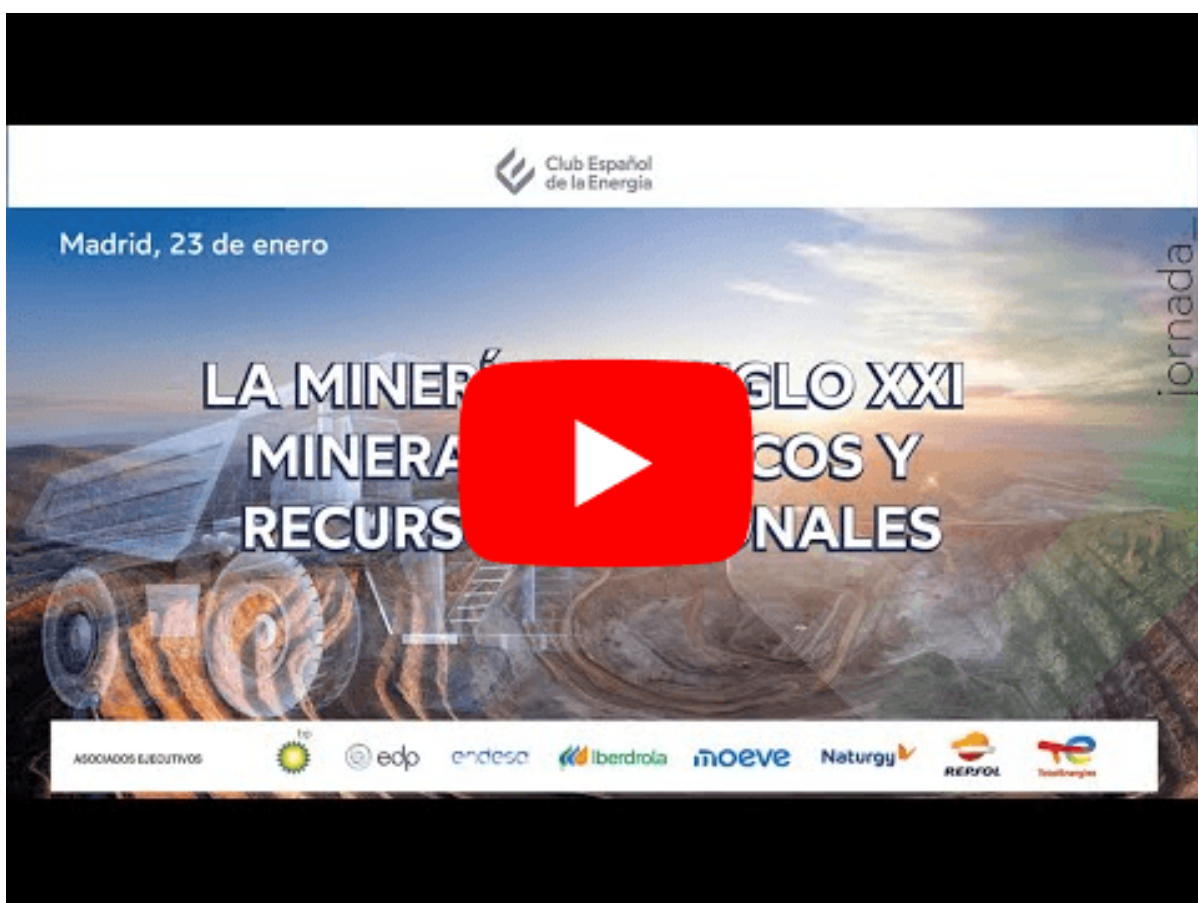 Club Español
de la Energía
Madrid, 23 de enero
jornada_
LA MINER GLO XXI
MINERA COS Y
RECURS NALES
ASOCIADOS EJECUTIVOS
bp
edp
endesa
Iberdrola
moeve
Naturgy
REPSOL
TotalEnergies